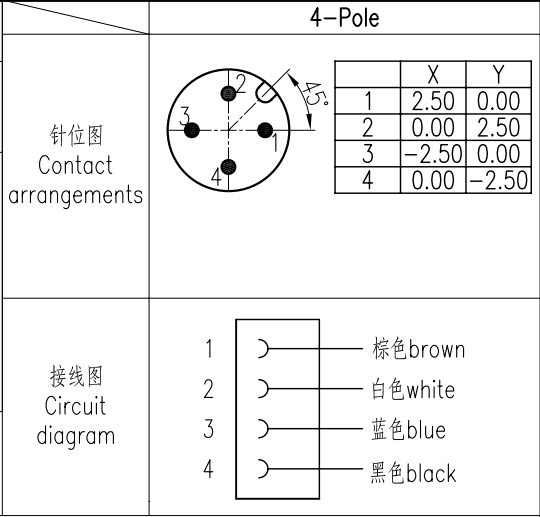 4-Pole
针位图
Contact
arrangements
2
45°
3
1
4
X Y
1 2.50 0.00
2 0.00 2.50
3 -2.50 0.00
4 0.00 -2.50
接线图
Circuit
diagram
1 棕色brown
2 白色white
3 蓝色blue
4 黑色black